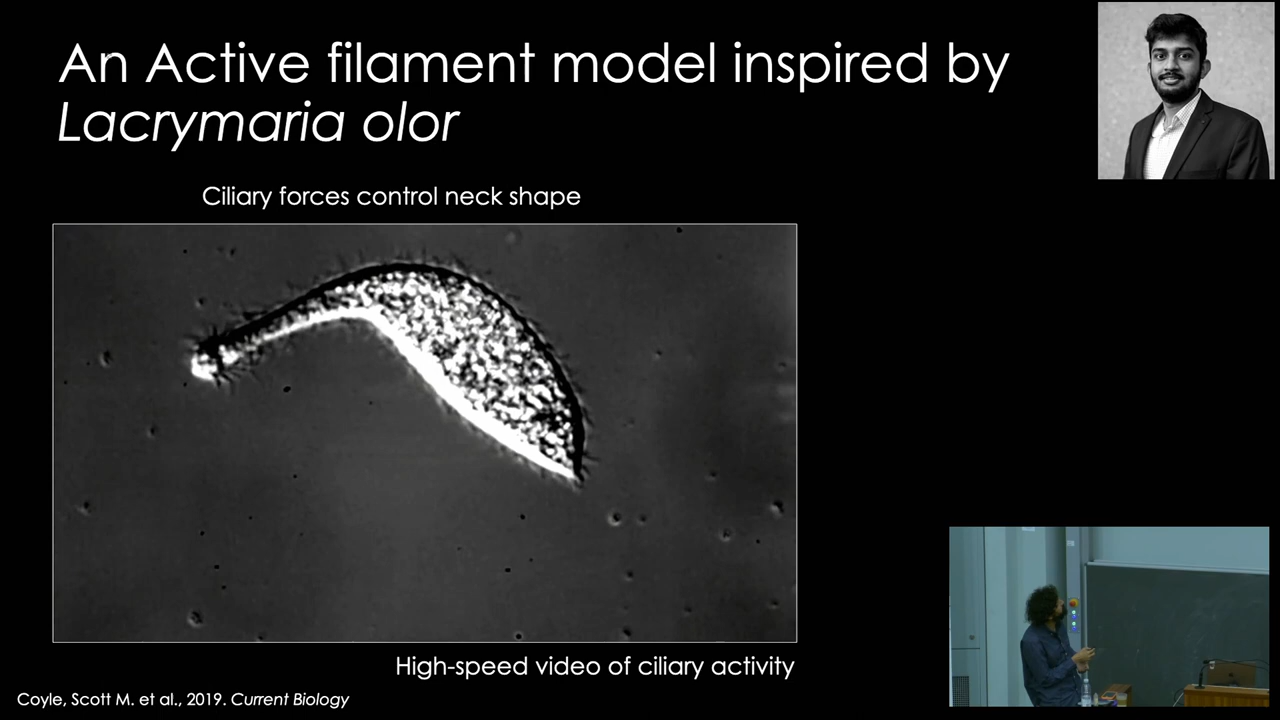 An Active filament model inspired by
Lacrymaria olor
Ciliary forces control neck shape
High-speed video of ciliary activity
Coyle, Scott M. et al., 2019. Current Biology